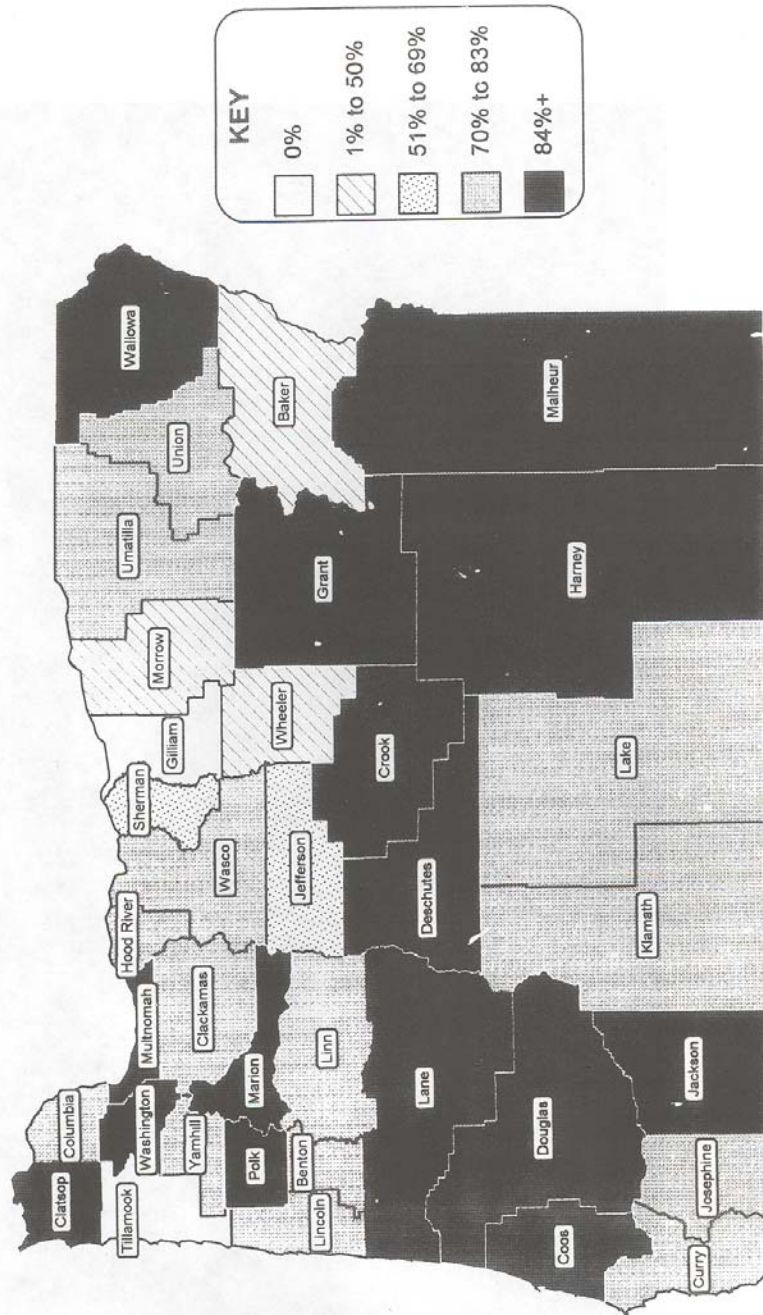 KEY
0%
1% to 50%
51% to 69%
70% to 83%
84%+
Clatsop
Columbia
Tillamook
Washington
Multnomah
Hood River
Sherman
Gilliam
Morrow
Umatilla
Union
Wallowa
Yamhill
Clackamas
Wasco
Polk
Marion
Jefferson
Wheeler
Grant
Baker
Lincoln
Benton
Linn
Crook
Deschutes
Lane
Douglas
Coos
Harney
Malheur
Lake
Klamath
Jackson
Josephine
Curry